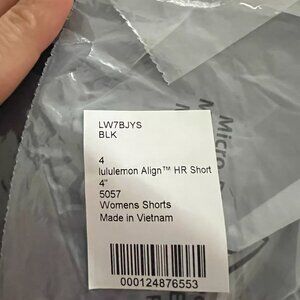 LW7BJYS
BLK
4
lululemon Align™ HR Short
4"
5057
Womens Shorts
Made in Vietnam
000124876553